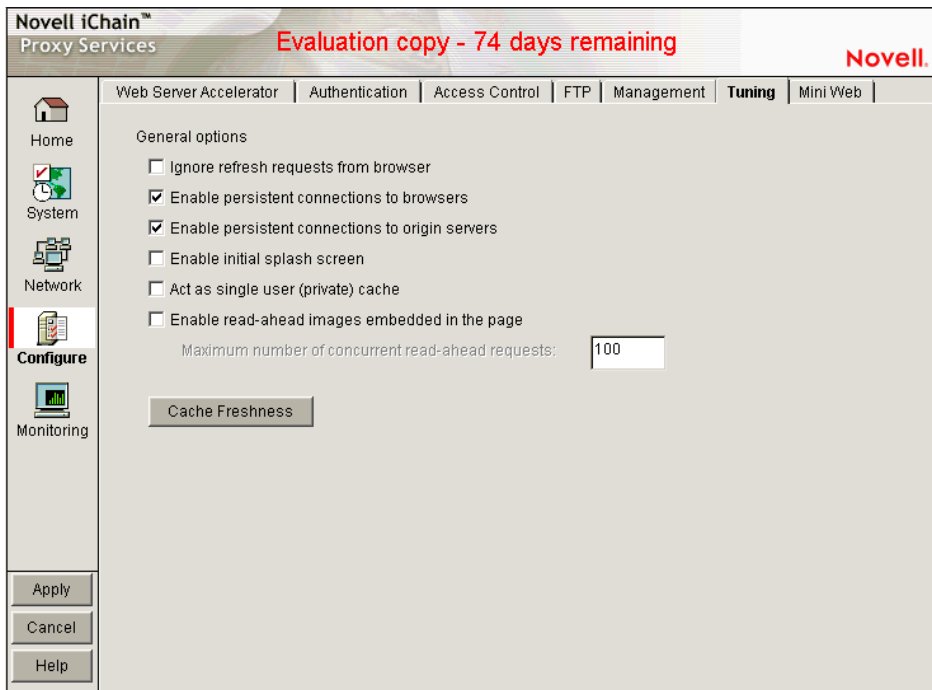 Novell iChain™
Proxy Services
Evaluation copy - 74 days remaining
Novell.
Web Server Accelerator Authentication Access Control FTP Management Tuning Mini Web
Home
System
Network
Configure
Monitoring
General options
Ignore refresh requests from browser
Enable persistent connections to browsers
Enable persistent connections to origin servers
Enable initial splash screen
Act as single user (private) cache
Enable read-ahead images embedded in the page
Maximum number of concurrent read-ahead requests: 100
Cache Freshness
Apply
Cancel
Help